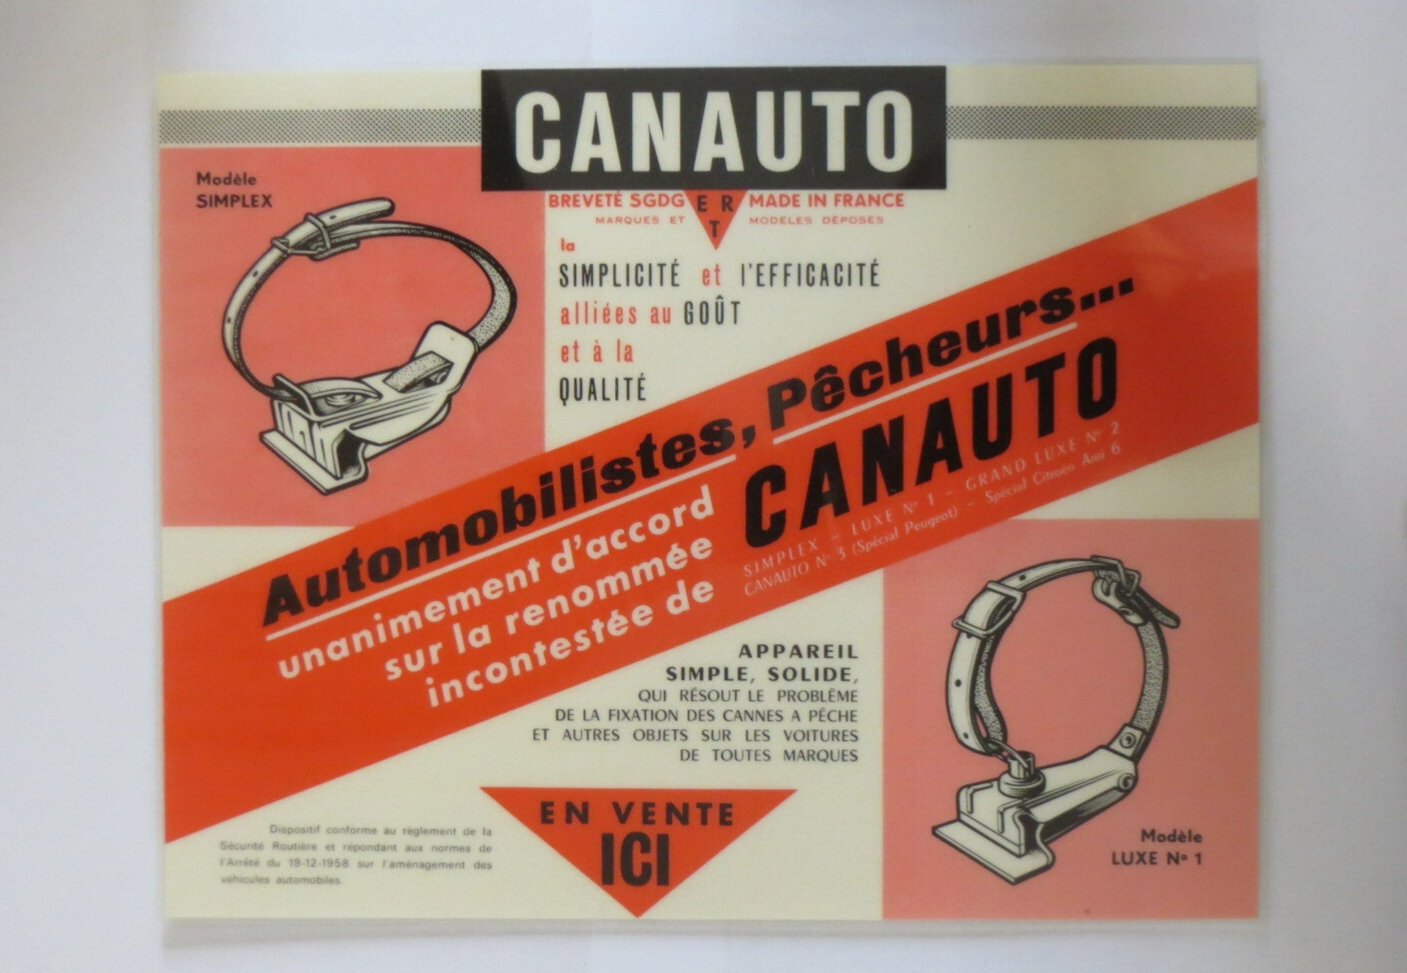 CANAUTO
Modèle
SIMPLEX
BREVETÉ SGDG ERT MADE IN FRANCE
MARQUES ET MODÈLES DÉPOSÉS
la
SIMPLICITÉ et l'EFFICACITÉ
alliées au GOÛT
et à la
QUALITÉ
Automobilistes, Pêcheurs...
unanimement d'accord
sur la renommée
incontestée de
CANAUTO
SIMPLEX – LUXE Nº 1 – GRAND LUXE Nº 2
CANAUTO Nº 3 (Spécial Peugeot) – Spécial Citroën Ami 6
APPAREIL
SIMPLE, SOLIDE,
QUI RÉSOUT LE PROBLÈME
DE LA FIXATION DES CANNES A PÊCHE
ET AUTRES OBJETS SUR LES VOITURES
DE TOUTES MARQUES
EN VENTE
ICI
Dispositif conforme au règlement de la
Sécurité Routière et répondant aux normes de
l'Arrêté du 19-12-1958 sur l'aménagement des
véhicules automobiles.
Modèle
LUXE Nº 1